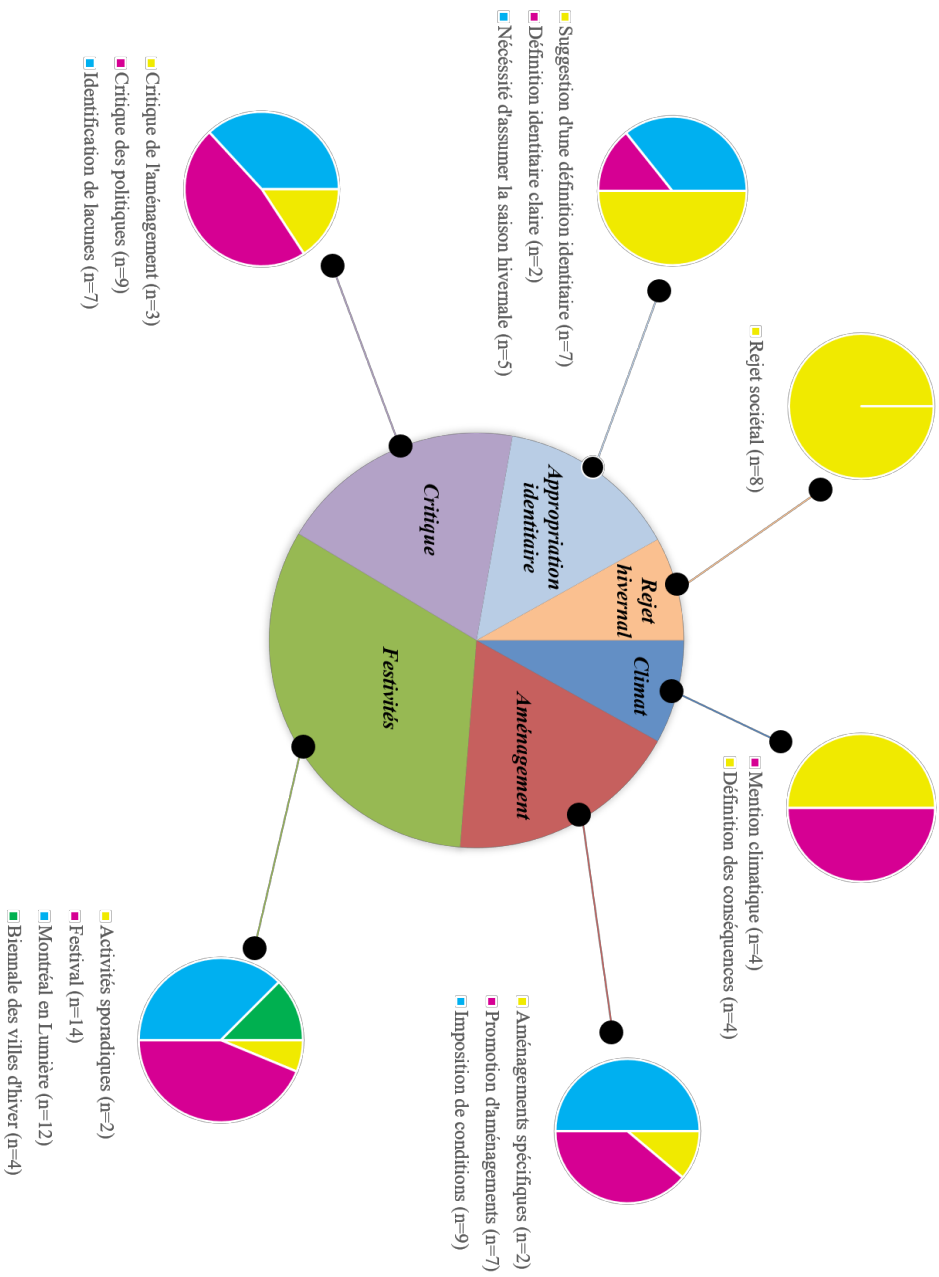 Rejet sociétal (n=8)
Mention climatique (n=4)
Définition des conséquences (n=4)
Rejet
hivernal
Climat
Suggestion d'une définition identitaire (n=7)
Définition identitaire claire (n=2)
Nécéssité d'assumer la saison hivernale (n=5)
Appropriation
identitaire
Aménagement
Aménagements spécifiques (n=2)
Promotion d'aménagements (n=7)
Imposition de conditions (n=9)
Critique
Festivités
Critique de l'aménagement (n=3)
Critique des politiques (n=9)
Identification de lacunes (n=7)
Activités sporadiques (n=2)
Festival (n=14)
Montréal en Lumière (n=12)
Biennale des villes d'hiver (n=4)